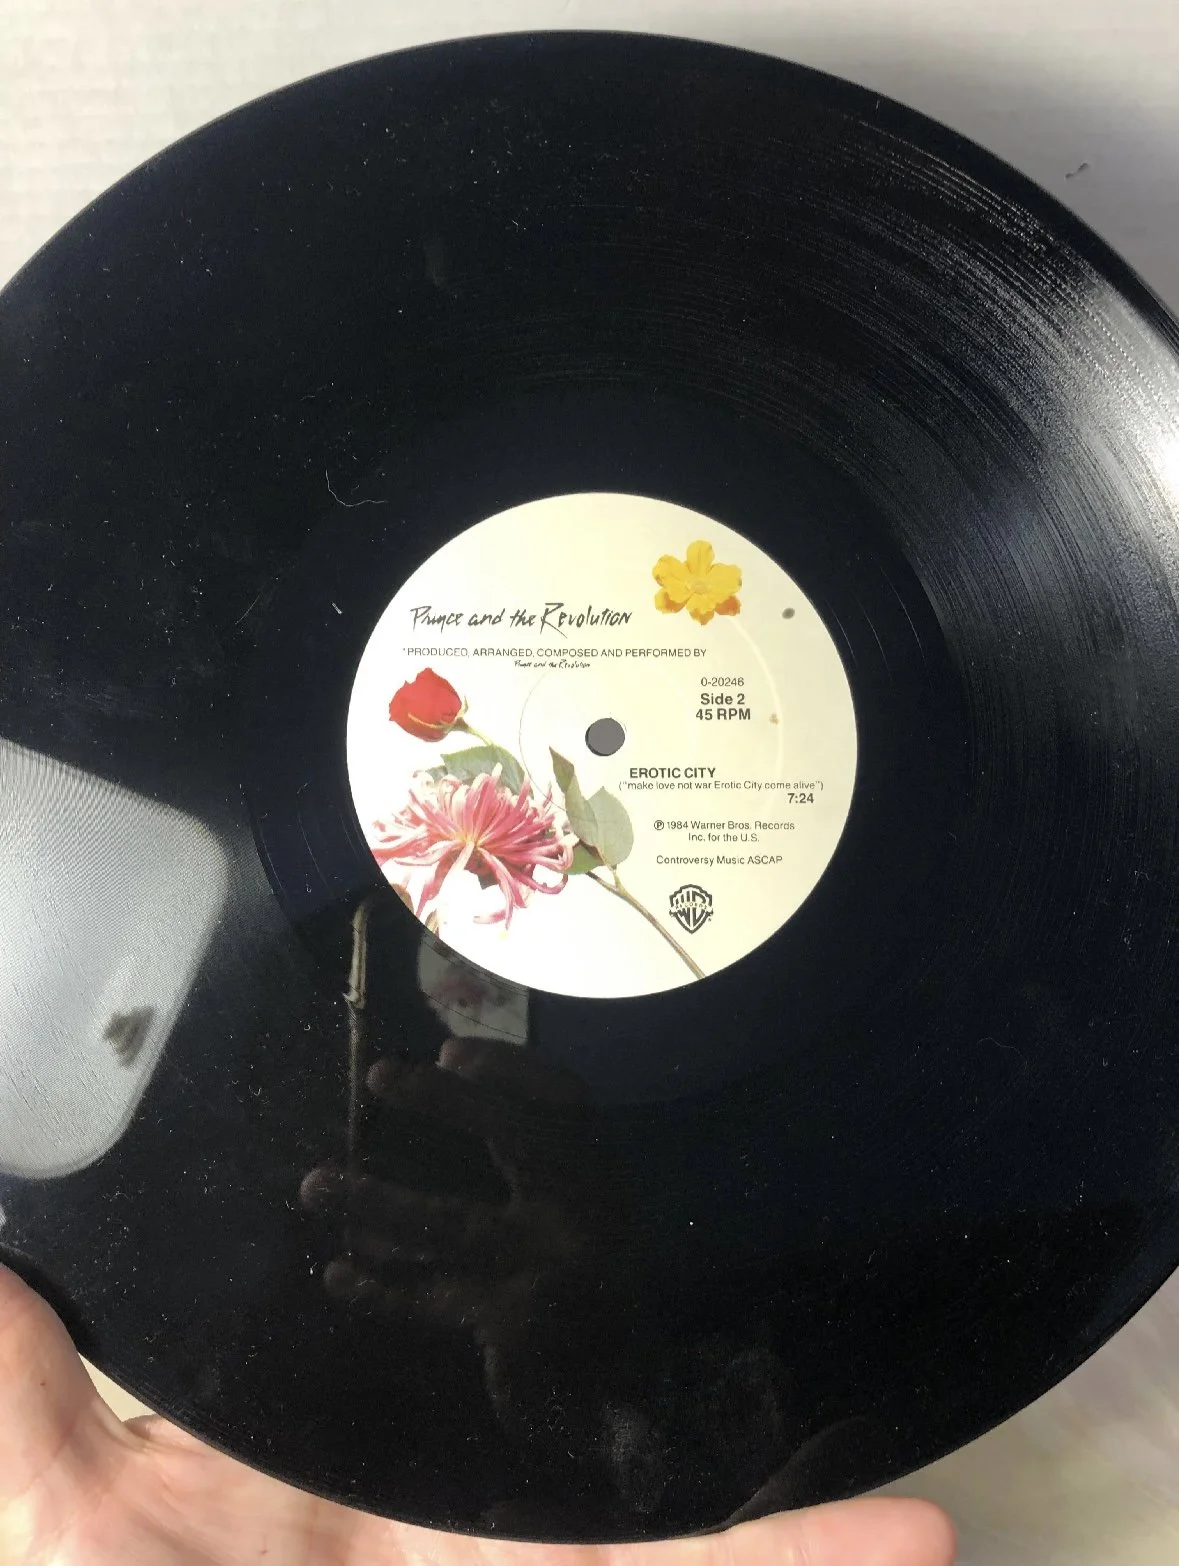 Prince and the Revolution
*PRODUCED, ARRANGED, COMPOSED AND PERFORMED BY
Prince and the Revolution
0-20246
Side 2
45 RPM
EROTIC CITY
("make love not war Erotic City come alive")
7:24
℗ 1984 Warner Bros. Records
Inc. for the U.S.
Controversy Music ASCAP
WB
RECORDS